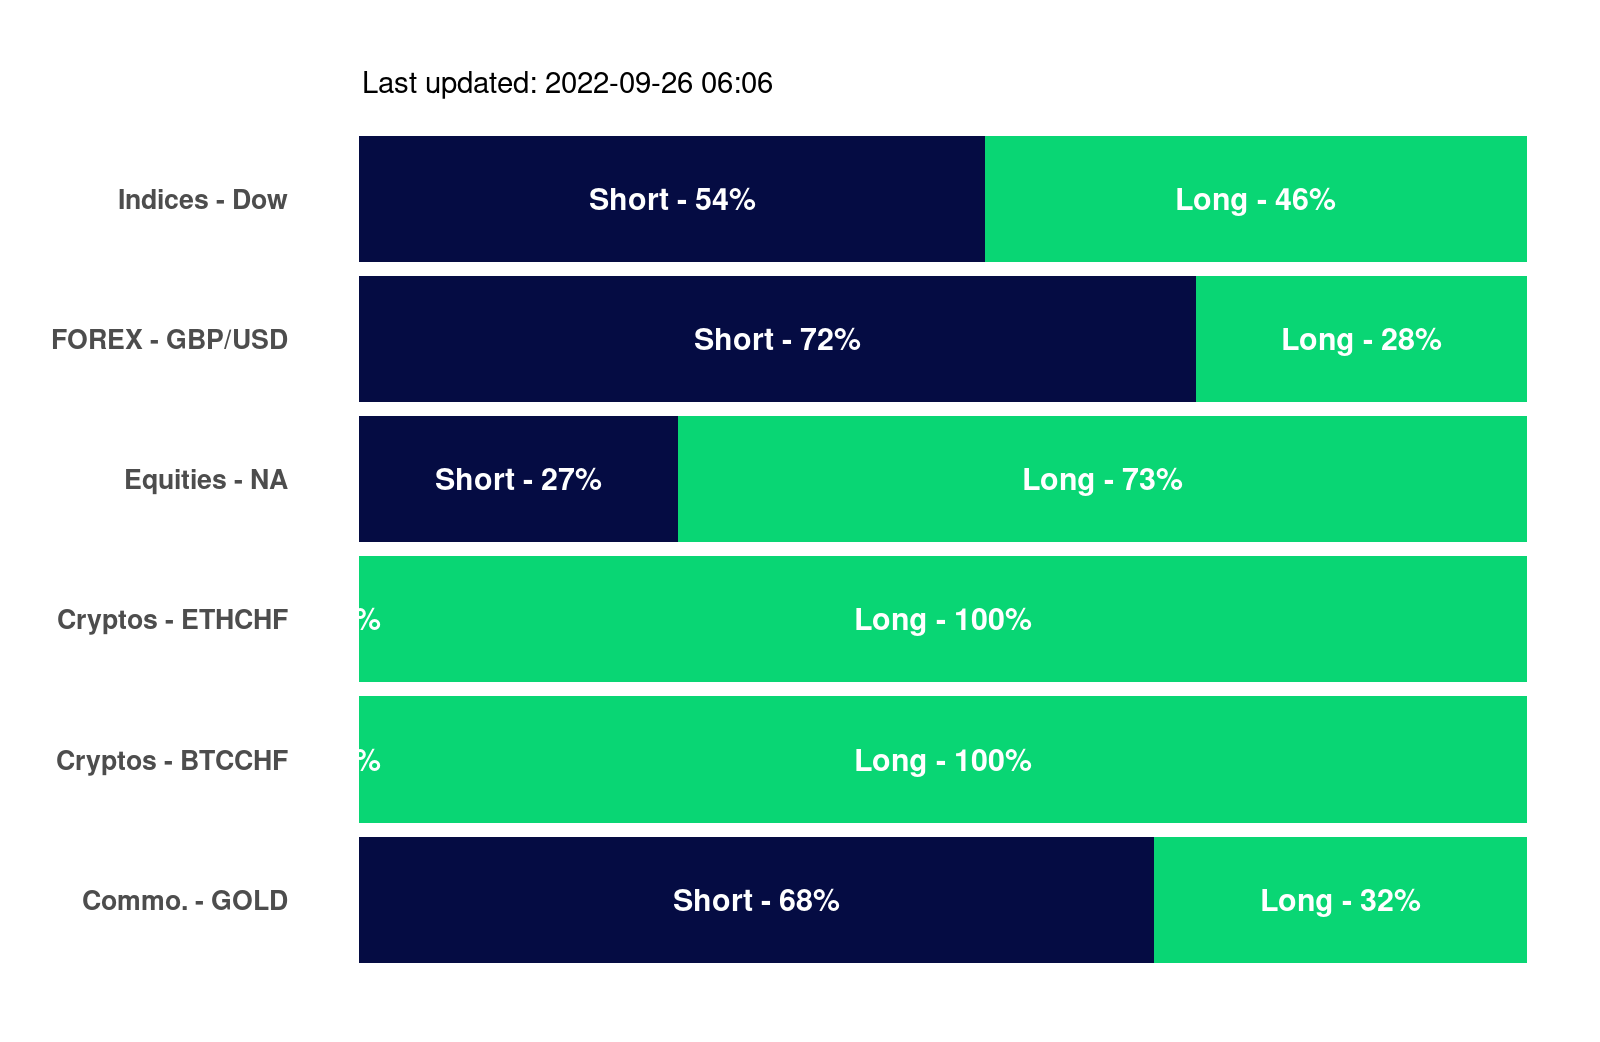 Last updated: 2022-09-26 06:06
Indices - Dow Short - 54% Long - 46%
FOREX - GBP/USD Short - 72% Long - 28%
Equities - NA Short - 27% Long - 73%
Cryptos - ETHCHF % Long - 100%
Cryptos - BTCCHF % Long - 100%
Commo. - GOLD Short - 68% Long - 32%